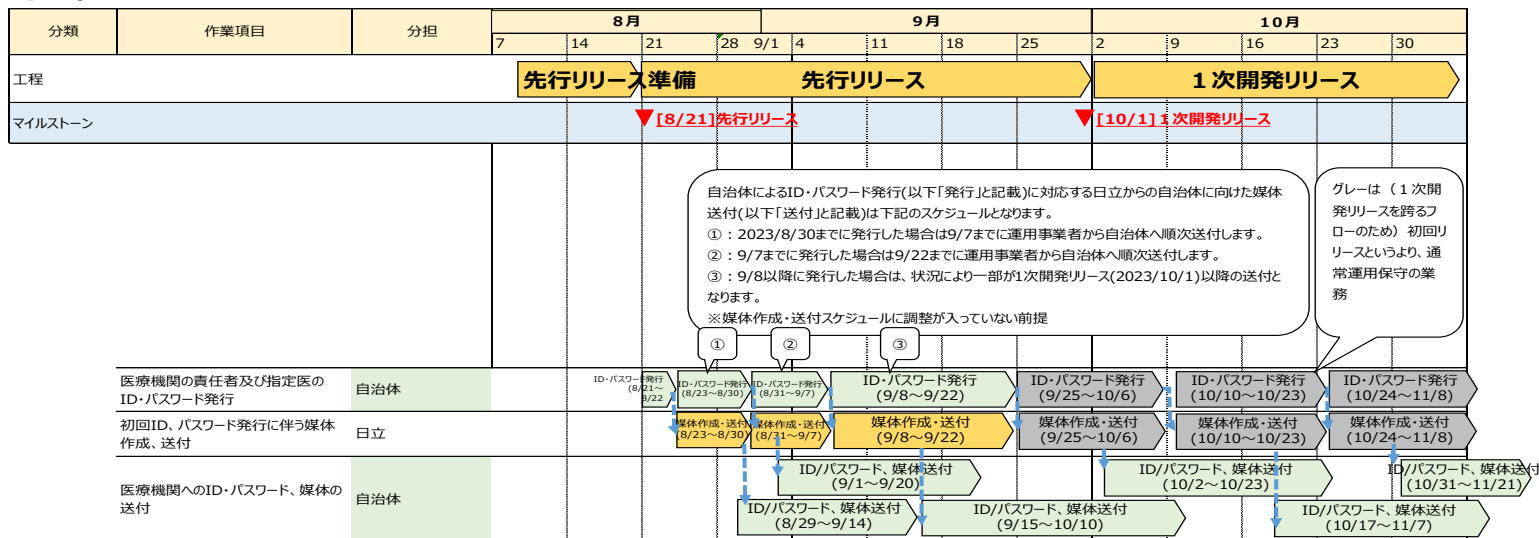 分類
作業項目
分担
8月
9月
10月
7
14
21
28
9/1
4
11
18
25
2
9
16
23
30
工程
先行リリース準備
先行リリース
1次開発リリース
マイルストーン
[8/21]先行リリース
[10/1]1次開発リリース
自治体によるID・パスワード発行(以下「発行」と記載)に対応する日立からの自治体に向けた媒体
送付(以下「送付」と記載)は下記のスケジュールとなります。
①：2023/8/30までに発行した場合は9/7までに運用事業者から自治体へ順次送付します。
②：9/7までに発行した場合は9/22までに運用事業者から自治体へ順次送付します。
③：9/8以降に発行した場合は、状況により一部が1次開発リリース(2023/10/1)以降の送付と
なります。
※媒体作成・送付スケジュールに調整が入っていない前提
グレーは（１次開
発リリースを跨るフ
ローのため）初回リ
リースというより、通
常運用保守の業
務
①
②
③
医療機関の責任者及び指定医の
ID・パスワード発行
自治体
ID・パスワード発行
(8/21～
8/22
ID・パスワード発行
(8/23～8/30)
ID・パスワード発行
(8/31～9/7)
ID・パスワード発行
(9/8～9/22)
ID・パスワード発行
(9/25～10/6)
ID・パスワード発行
(10/10～10/23)
ID・パスワード発行
(10/24～11/8)
初回ID、パスワード発行に伴う媒体
作成、送付
日立
媒体作成・送付
(8/23～8/30)
媒体作成・送付
(8/31～9/7)
媒体作成・送付
(9/8～9/22)
媒体作成・送付
(9/25～10/6)
媒体作成・送付
(10/10～10/23)
媒体作成・送付
(10/24～11/8)
医療機関へのID・パスワード、媒体の
送付
自治体
ID/パスワード、媒体送付
(9/1～9/20)
ID/パスワード、媒体送付
(10/2～10/23)
ID/パスワード、媒体送付
(10/31～11/21)
ID/パスワード、媒体送付
(8/29～9/14)
ID/パスワード、媒体送付
(9/15～10/10)
ID/パスワード、媒体送付
(10/17～11/7)